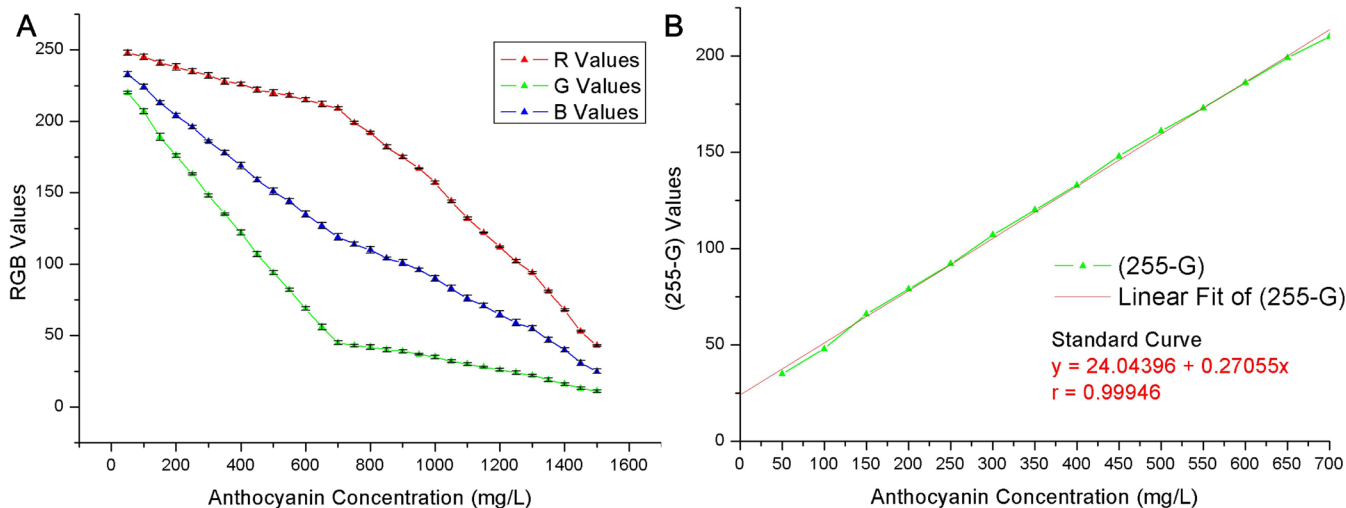 A
250
200
150
100
50
0
RGB Values
R Values
G Values
B Values
0 200 400 600 800 1000 1200 1400 1600
Anthocyanin Concentration (mg/L)
B
200
150
100
50
0
(255-G) Values
(255-G)
Linear Fit of (255-G)
Standard Curve
y = 24.04396 + 0.27055x
r = 0.99946
0 50 100 150 200 250 300 350 400 450 500 550 600 650 700
Anthocyanin Concentration (mg/L)